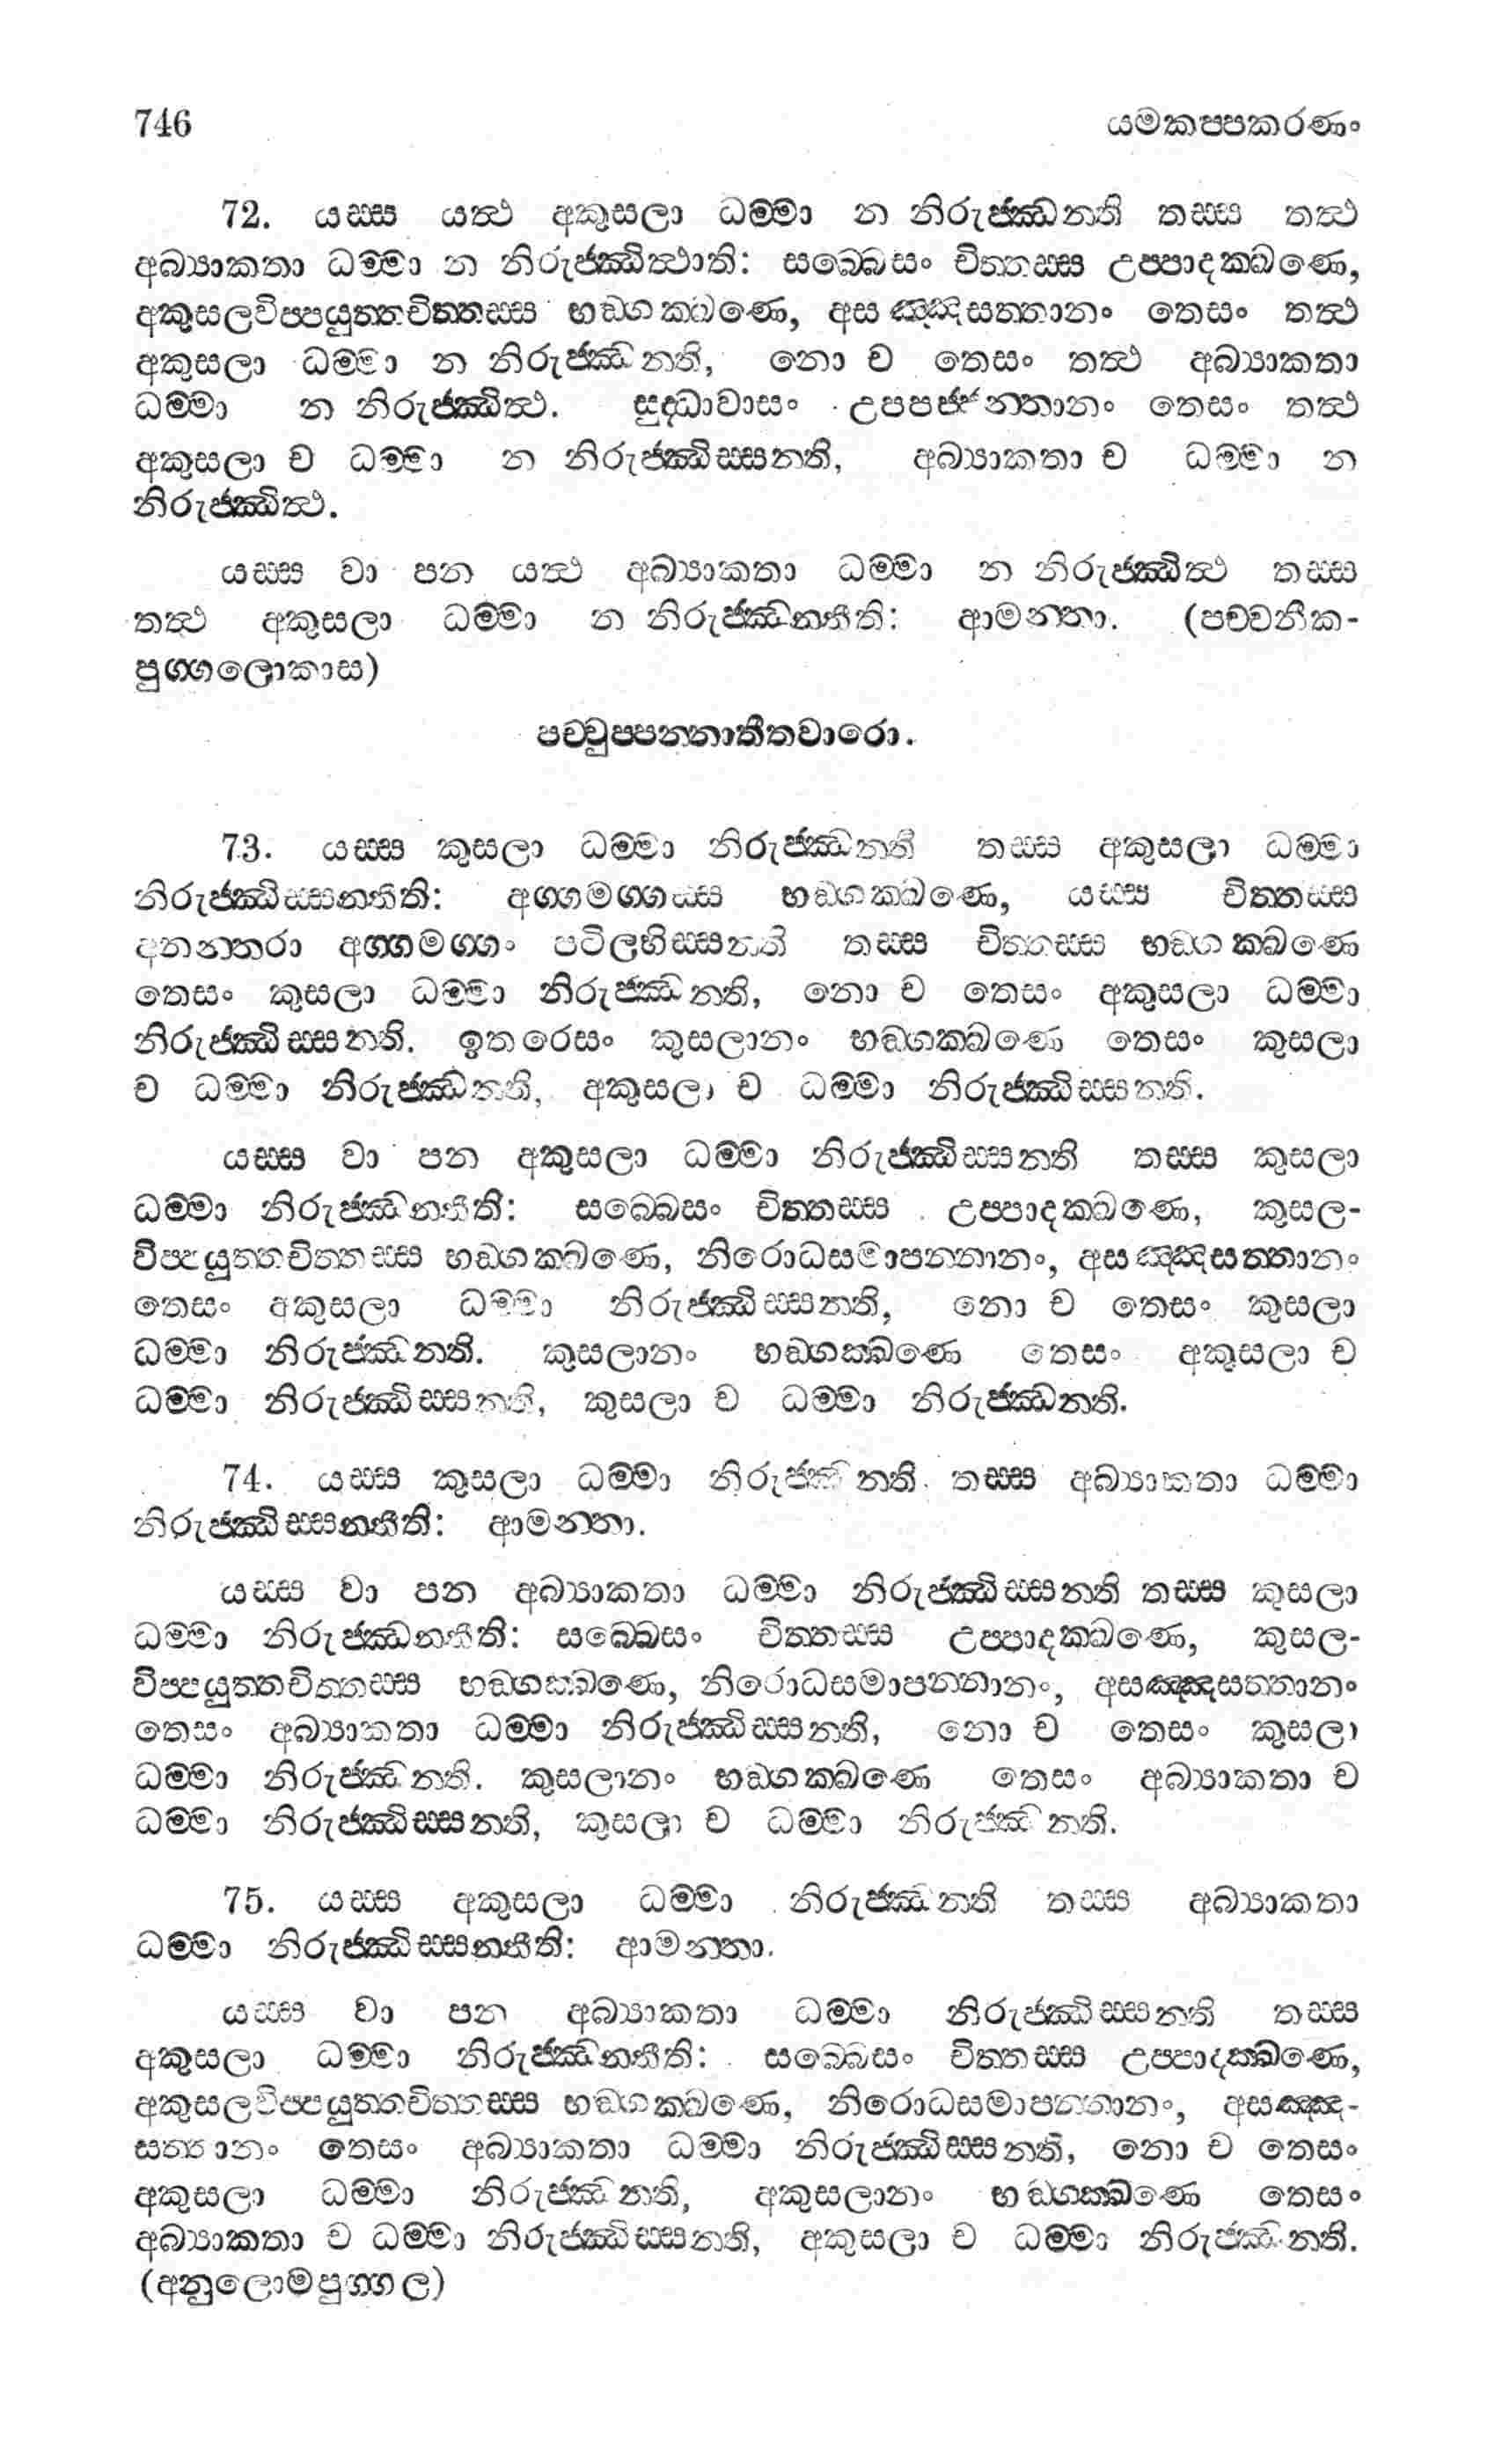 746 යමකප්පකරණං
72. යස්ස යත්ථ අකුසලා ධම්මා න නිරුජ්ඣන්ති තස්ස තත්ථ
අබ්‍යාකතා ධම්මා න නිරුජ්ඣිත්ථාති: සබ්බෙසං චිත්තස්ස උප්පාදක්ඛණෙ,
අකුසලවිප්පයුත්තචිත්තස්ස භඞ්ගක්ඛණෙ, අසඤ්ඤසත්තානං තෙසං තත්ථ
අකුසලා ධම්මා න නිරුජ්ඣන්ති, නො ච තෙසං තත්ථ අබ්‍යාකතා
ධම්මා න නිරුජ්ඣිත්ථ. සුද්ධාවාසං උපපජ්ජන්තානං තෙසං තත්ථ
අකුසලා ච ධම්මා න නිරුජ්ඣිස්සන්ති, අබ්‍යාකතා ච ධම්මා න
නිරුජ්ඣිත්ථ.
යස්ස වා පන යත්ථ අබ්‍යාකතා ධම්මා න නිරුජ්ඣිත්ථ තස්ස
තත්ථ අකුසලා ධම්මා න නිරුජ්ඣන්තීති: ආමන්තා. (පච්චනීක-
පුග්ගලොකාස)
පච්චුප්පන්නාතීතවාරො.
73. යස්ස කුසලා ධම්මා නිරුජ්ඣන්ති තස්ස අකුසලා ධම්මා
නිරුජ්ඣිස්සන්තීති: අග්ගමග්ගස්ස භඞ්ගක්ඛණෙ, යස්ස චිත්තස්ස
අනන්තරා අග්ගමග්ගං පටිලභිස්සන්ති තස්ස චිත්තස්ස භඞ්ගක්ඛණෙ
තෙසං කුසලා ධම්මා නිරුජ්ඣන්ති, නො ච තෙසං අකුසලා ධම්මා
නිරුජ්ඣිස්සන්ති. ඉතරෙසං කුසලානං භඞ්ගක්ඛණෙ තෙසං කුසලා
ච ධම්මා නිරුජ්ඣන්ති, අකුසලා ච ධම්මා නිරුජ්ඣිස්සන්ති.
යස්ස වා පන අකුසලා ධම්මා නිරුජ්ඣිස්සන්ති තස්ස කුසලා
ධම්මා නිරුජ්ඣන්තීති: සබ්බෙසං චිත්තස්ස උප්පාදක්ඛණෙ, කුසල-
විප්පයුත්තචිත්තස්ස භඞ්ගක්ඛණෙ, නිරොධසමාපන්නානං, අසඤ්ඤසත්තානං
තෙසං අකුසලා ධම්මා නිරුජ්ඣිස්සන්ති, නො ච තෙසං කුසලා
ධම්මා නිරුජ්ඣන්ති. කුසලානං භඞ්ගක්ඛණෙ තෙසං අකුසලා ච
ධම්මා නිරුජ්ඣිස්සන්ති, කුසලා ච ධම්මා නිරුජ්ඣන්ති.
74. යස්ස කුසලා ධම්මා නිරුජ්ඣන්ති තස්ස අබ්‍යාකතා ධම්මා
නිරුජ්ඣිස්සන්තීති: ආමන්තා.
යස්ස වා පන අබ්‍යාකතා ධම්මා නිරුජ්ඣිස්සන්ති තස්ස කුසලා
ධම්මා නිරුජ්ඣන්තීති: සබ්බෙසං චිත්තස්ස උප්පාදක්ඛණෙ, කුසල-
විප්පයුත්තචිත්තස්ස භඞ්ගක්ඛණෙ, නිරොධසමාපන්නානං, අසඤ්ඤසත්තානං
තෙසං අබ්‍යාකතා ධම්මා නිරුජ්ඣිස්සන්ති, නො ච තෙසං කුසලා
ධම්මා නිරුජ්ඣන්ති. කුසලානං භඞ්ගක්ඛණෙ තෙසං අබ්‍යාකතා ච
ධම්මා නිරුජ්ඣිස්සන්ති, කුසලා ච ධම්මා නිරුජ්ඣන්ති.
75. යස්ස අකුසලා ධම්මා නිරුජ්ඣන්ති තස්ස අබ්‍යාකතා
ධම්මා නිරුජ්ඣිස්සන්තීති: ආමන්තා.
යස්ස වා පන අබ්‍යාකතා ධම්මා නිරුජ්ඣිස්සන්ති තස්ස
අකුසලා ධම්මා නිරුජ්ඣන්තීති: සබ්බෙසං චිත්තස්ස උප්පාදක්ඛණෙ,
අකුසලවිප්පයුත්තචිත්තස්ස භඞ්ගක්ඛණෙ, නිරොධසමාපන්නානං, අසඤ්ඤ-
සත්තානං තෙසං අබ්‍යාකතා ධම්මා නිරුජ්ඣිස්සන්ති, නො ච තෙසං
අකුසලා ධම්මා නිරුජ්ඣන්ති, අකුසලානං භඞ්ගක්ඛණෙ තෙසං
අබ්‍යාකතා ච ධම්මා නිරුජ්ඣිස්සන්ති, අකුසලා ච ධම්මා නිරුජ්ඣන්ති.
(අනුලොමපුග්ගල)